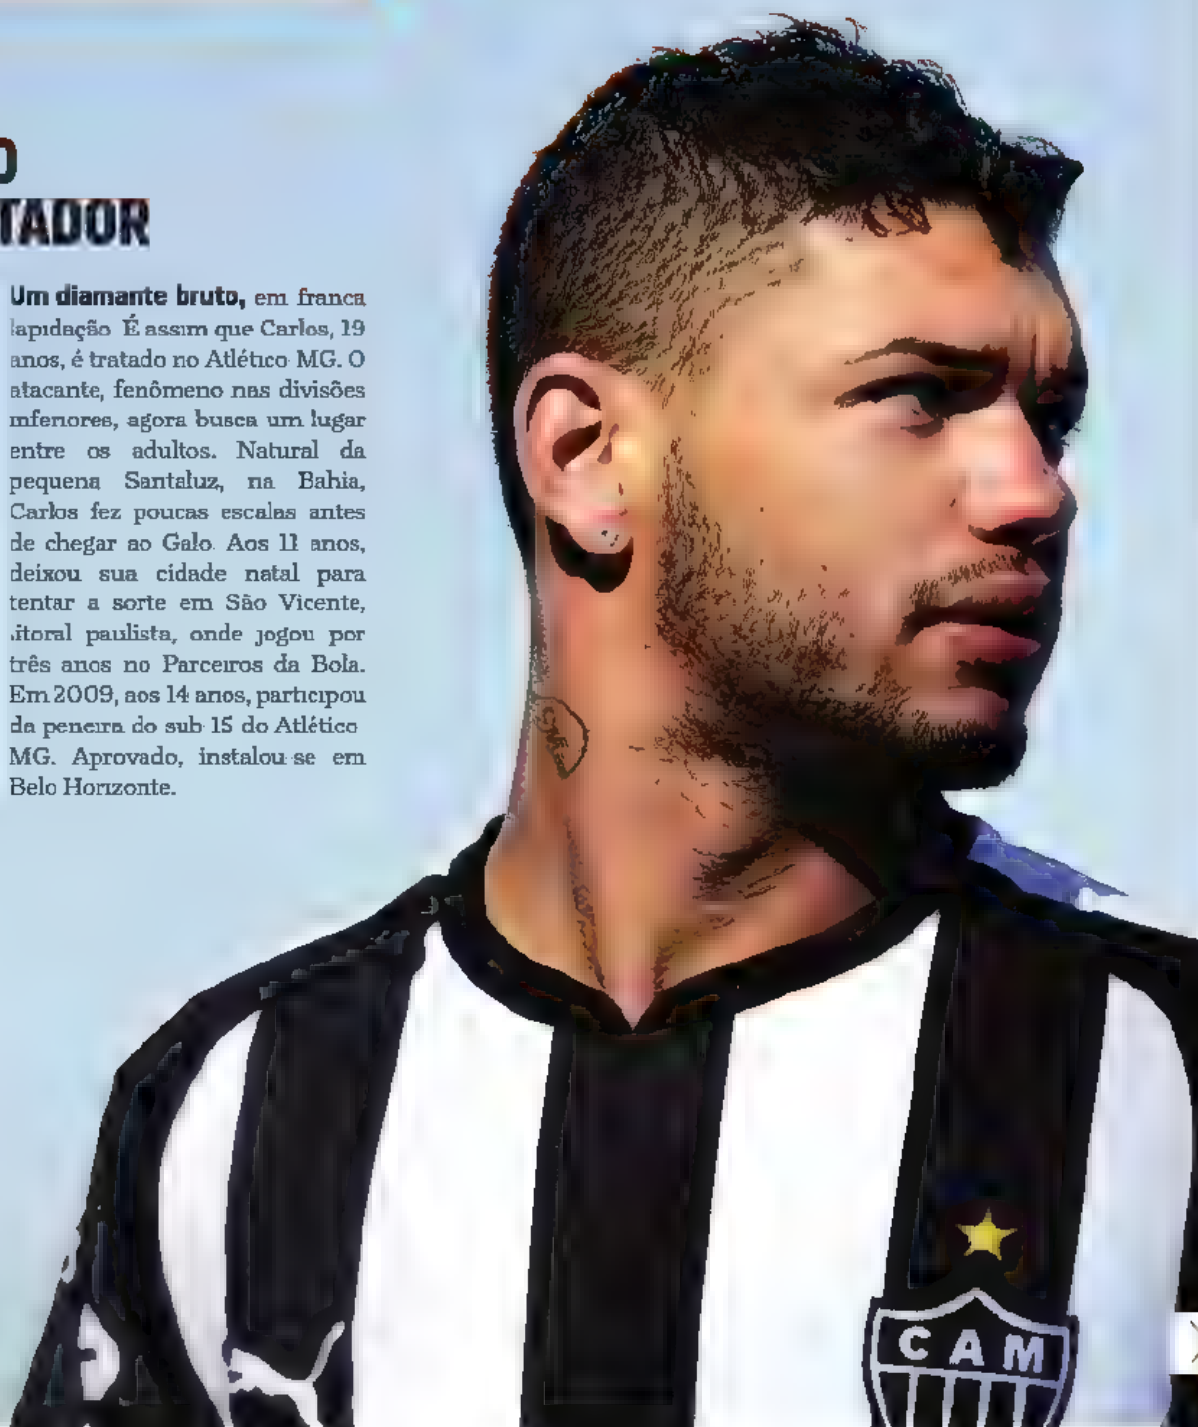 O
TADOR
Um diamante bruto, em franca
lapidação É assim que Carlos, 19
anos, é tratado no Atlético MG. O
atacante, fenômeno nas divisões
inferiores, agora busca um lugar
entre os adultos. Natural da
pequena Santaluz, na Bahia,
Carlos fez poucas escalas antes
de chegar ao Galo. Aos 11 anos,
deixou sua cidade natal para
tentar a sorte em São Vicente,
litoral paulista, onde jogou por
três anos no Parceiros da Bola.
Em 2009, aos 14 anos, participou
da peneira do sub 15 do Atlético
MG. Aprovado, instalou-se em
Belo Horizonte.
CAM